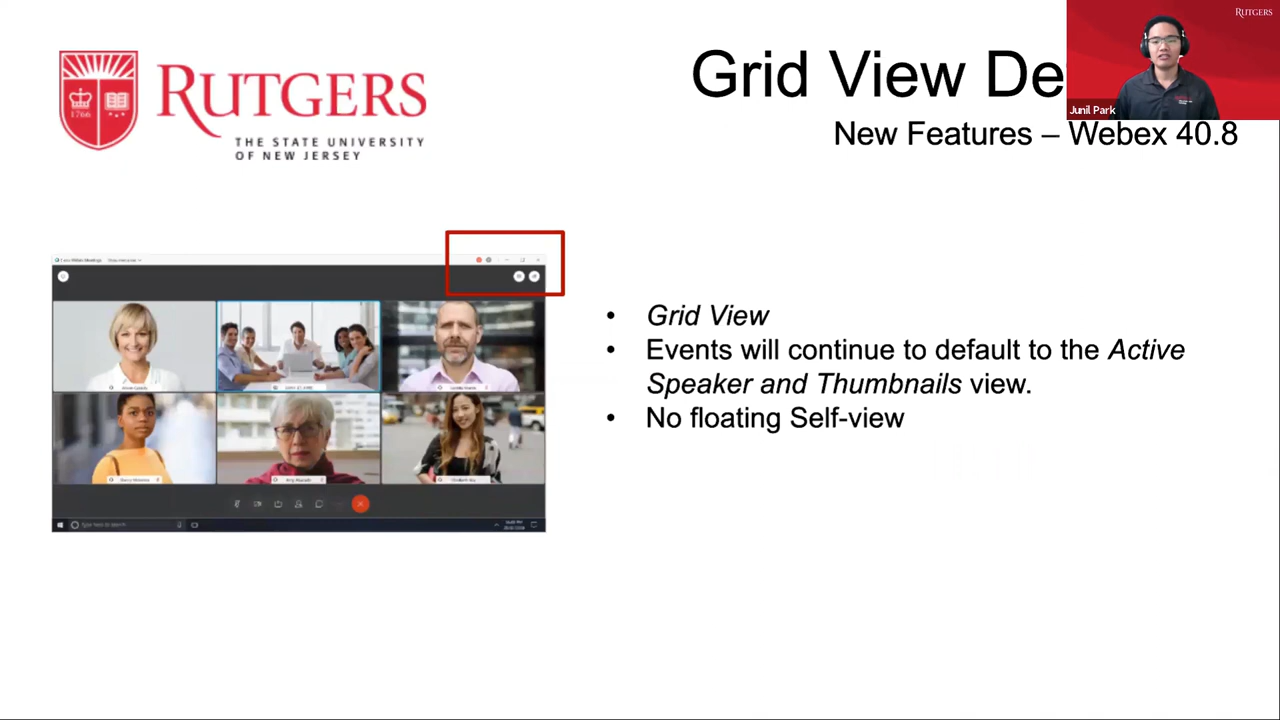 RUTGERS
Grid View De
Junil Park
RUTGERS
1766
THE STATE UNIVERSITY
OF NEW JERSEY
New Features – Webex 40.8
• Grid View
• Events will continue to default to the Active
Speaker and Thumbnails view.
• No floating Self-view